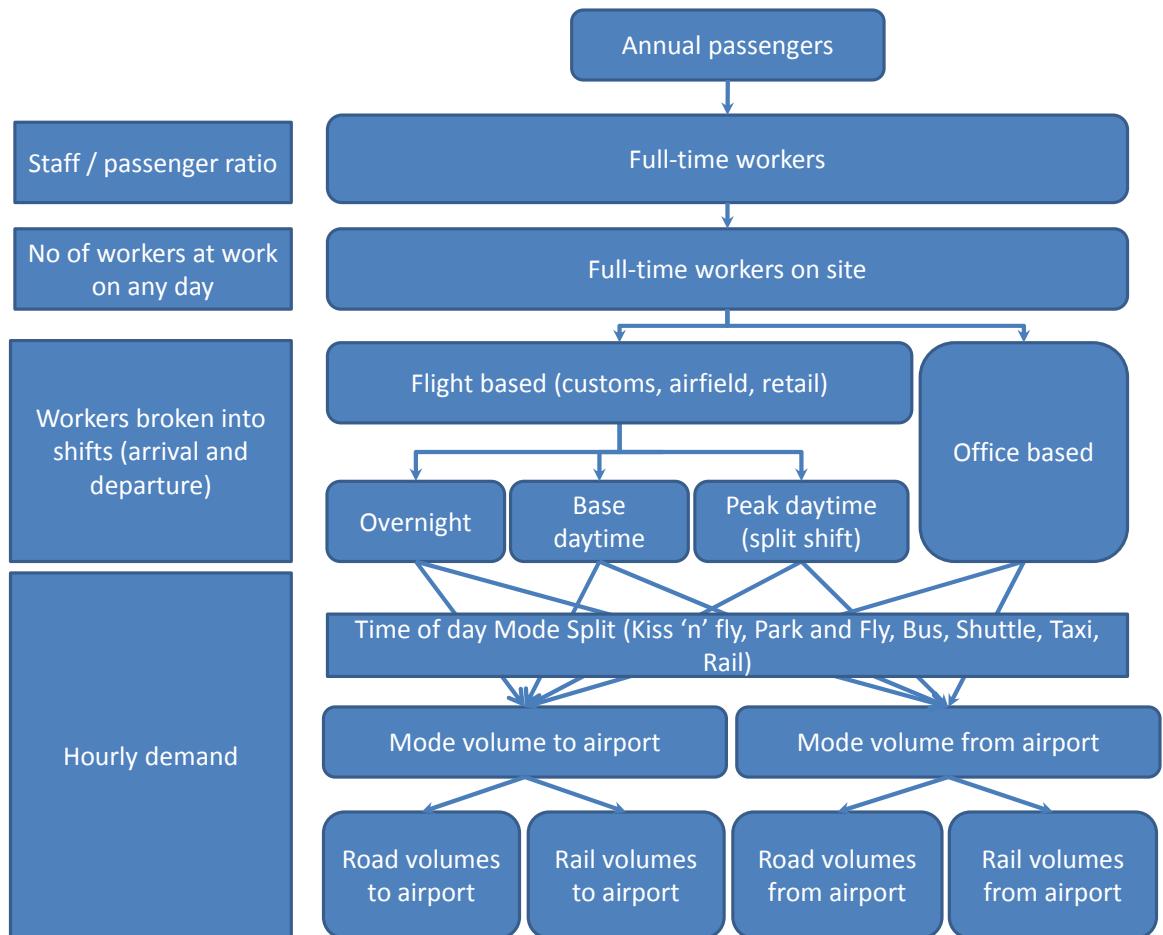 Annual passengers
Staff / passenger ratio
Full-time workers
No of workers at work
on any day
Full-time workers on site
Workers broken into
shifts (arrival and
departure)
Flight based (customs, airfield, retail)
Office based
Overnight
Base
daytime
Peak daytime
(split shift)
Hourly demand
Time of day Mode Split (Kiss ‘n’ fly, Park and Fly, Bus, Shuttle, Taxi,
Rail)
Mode volume to airport
Mode volume from airport
Road volumes
to airport
Rail volumes
to airport
Road volumes
from airport
Rail volumes
from airport